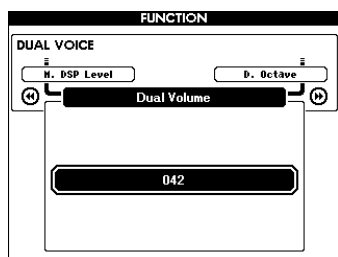 FUNCTION
DUAL VOICE
M. DSP Level D. Octave
Dual Volume
042